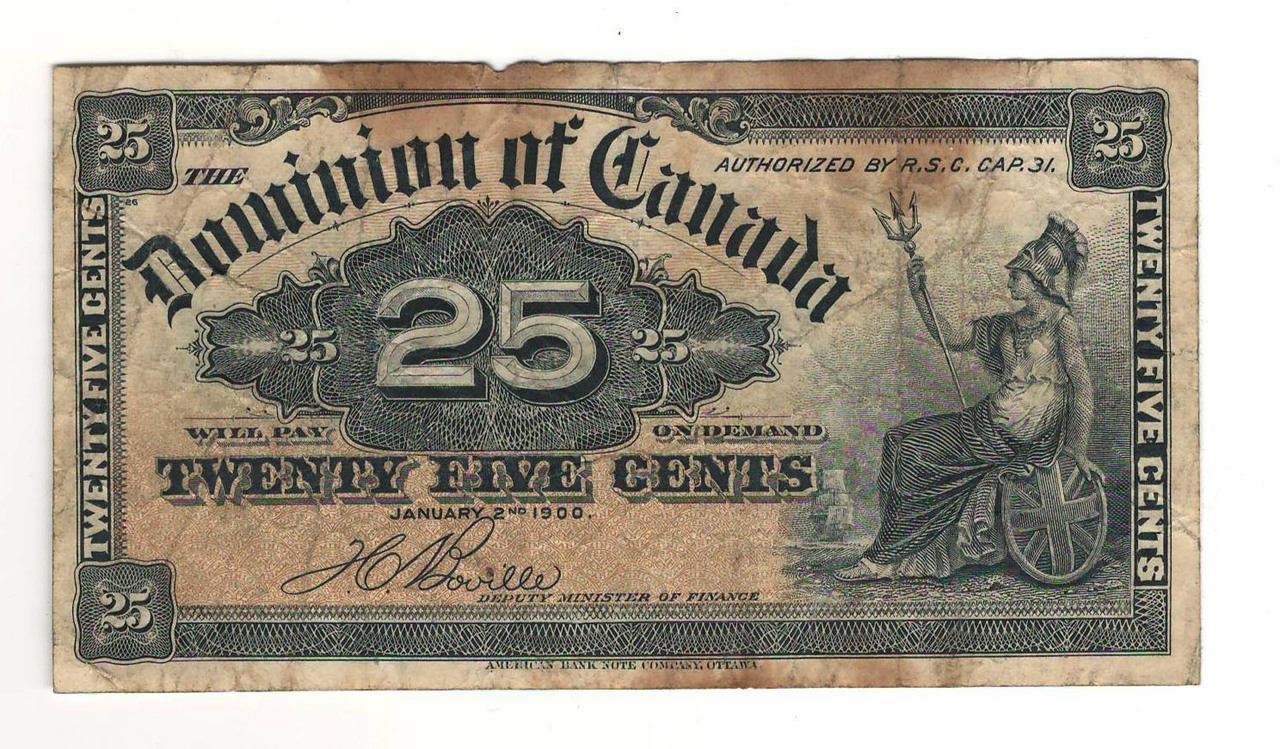 25
25
THE
Dominion of Canada
AUTHORIZED BY R.S.C. CAP. 31.
26
TWENTY FIVE CENTS
25
25
25
TWENTY FIVE CENTS
WILL PAY
ON DEMAND
TWENTY FIVE CENTS
JANUARY 2ND 1900.
J.C. Boville
DEPUTY MINISTER OF FINANCE
25
AMERICAN BANK NOTE COMPANY, OTTAWA.